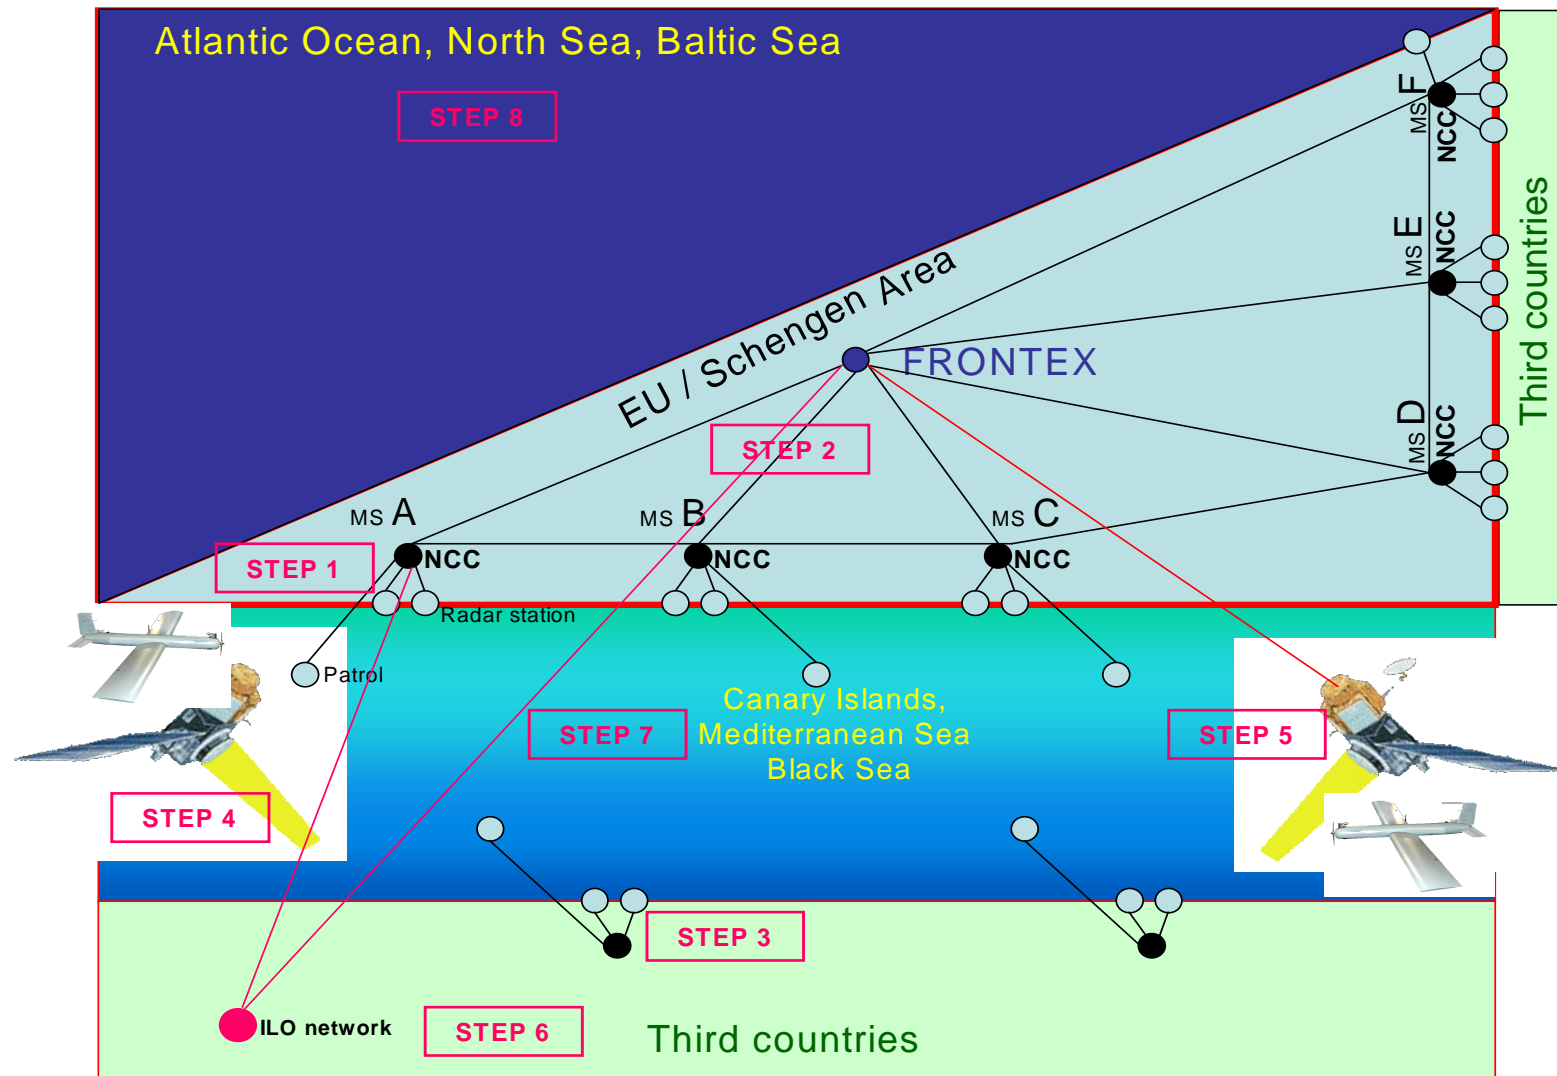 Atlantic Ocean, North Sea, Baltic Sea
STEP 8
MS F
NCC
MS E
NCC
Third countries
EU / Schengen Area
FRONTEX
MS D
NCC
STEP 2
MS A
MS B
MS C
STEP 1
NCC
NCC
NCC
Radar station
Patrol
Canary Islands,
Mediterranean Sea
Black Sea
STEP 7
STEP 5
STEP 4
STEP 3
ILO network
STEP 6
Third countries